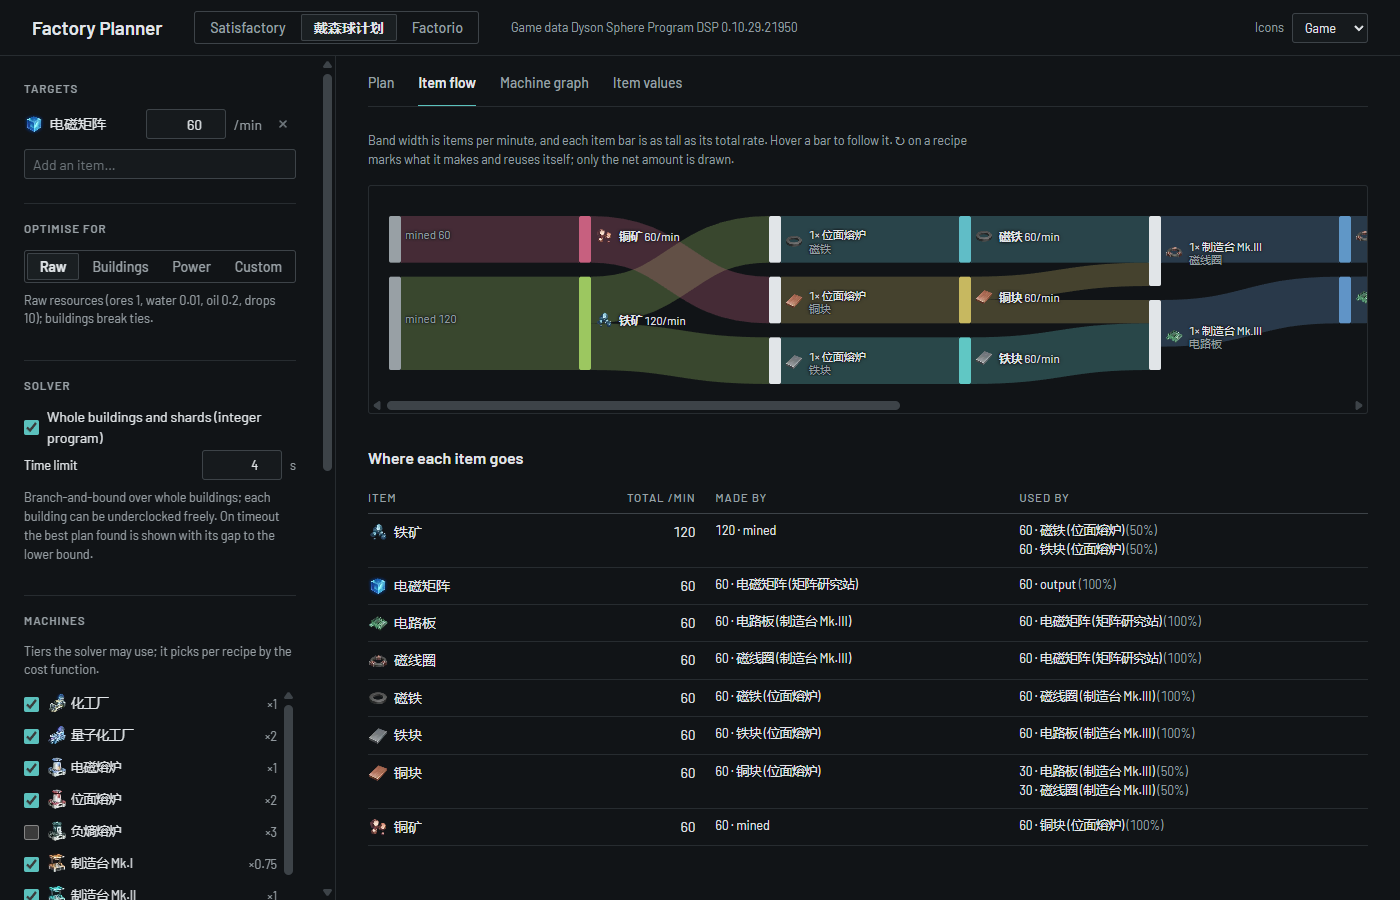 Factory Planner
Satisfactory
戴森球计划
Factorio
Game data Dyson Sphere Program DSP 0.10.29.21950
Icons
Game
TARGETS
电磁矩阵
60
/min
×
Add an item...
OPTIMISE FOR
Raw
Buildings
Power
Custom
Raw resources (ores 1, water 0.01, oil 0.2, drops
10); buildings break ties.
SOLVER
Whole buildings and shards (integer
program)
Time limit
4
s
Branch-and-bound over whole buildings; each
building can be underclocked freely. On timeout
the best plan found is shown with its gap to the
lower bound.
MACHINES
Tiers the solver may use; it picks per recipe by the
cost function.
化工厂 ×1
量子化工厂 ×2
电磁熔炉 ×1
位面熔炉 ×2
负熵熔炉 ×3
制造台 Mk.I ×0.75
制造台 Mk.II ×1
Plan
Item flow
Machine graph
Item values
Band width is items per minute, and each item bar is as tall as its total rate. Hover a bar to follow it. ↻ on a recipe
marks what it makes and reuses itself; only the net amount is drawn.
mined 60
铜矿 60/min
1× 位面熔炉
磁铁
磁铁 60/min
1× 制造台 Mk.III
磁线圈
mined 120
铁矿 120/min
1× 位面熔炉
铜块
铜块 60/min
1× 制造台 Mk.III
电路板
1× 位面熔炉
铁块
铁块 60/min
Where each item goes
ITEM TOTAL /MIN MADE BY USED BY
铁矿 120 120 · mined 60 · 磁铁 (位面熔炉) (50%)
60 · 铁块 (位面熔炉) (50%)
电磁矩阵 60 60 · 电磁矩阵 (矩阵研究站) 60 · output (100%)
电路板 60 60 · 电路板 (制造台 Mk.III) 60 · 电磁矩阵 (矩阵研究站) (100%)
磁线圈 60 60 · 磁线圈 (制造台 Mk.III) 60 · 电磁矩阵 (矩阵研究站) (100%)
磁铁 60 60 · 磁铁 (位面熔炉) 60 · 磁线圈 (制造台 Mk.III) (100%)
铁块 60 60 · 铁块 (位面熔炉) 60 · 电路板 (制造台 Mk.III) (100%)
铜块 60 60 · 铜块 (位面熔炉) 30 · 电路板 (制造台 Mk.III) (50%)
30 · 磁线圈 (制造台 Mk.III) (50%)
铜矿 60 60 · mined 60 · 铜块 (位面熔炉) (100%)